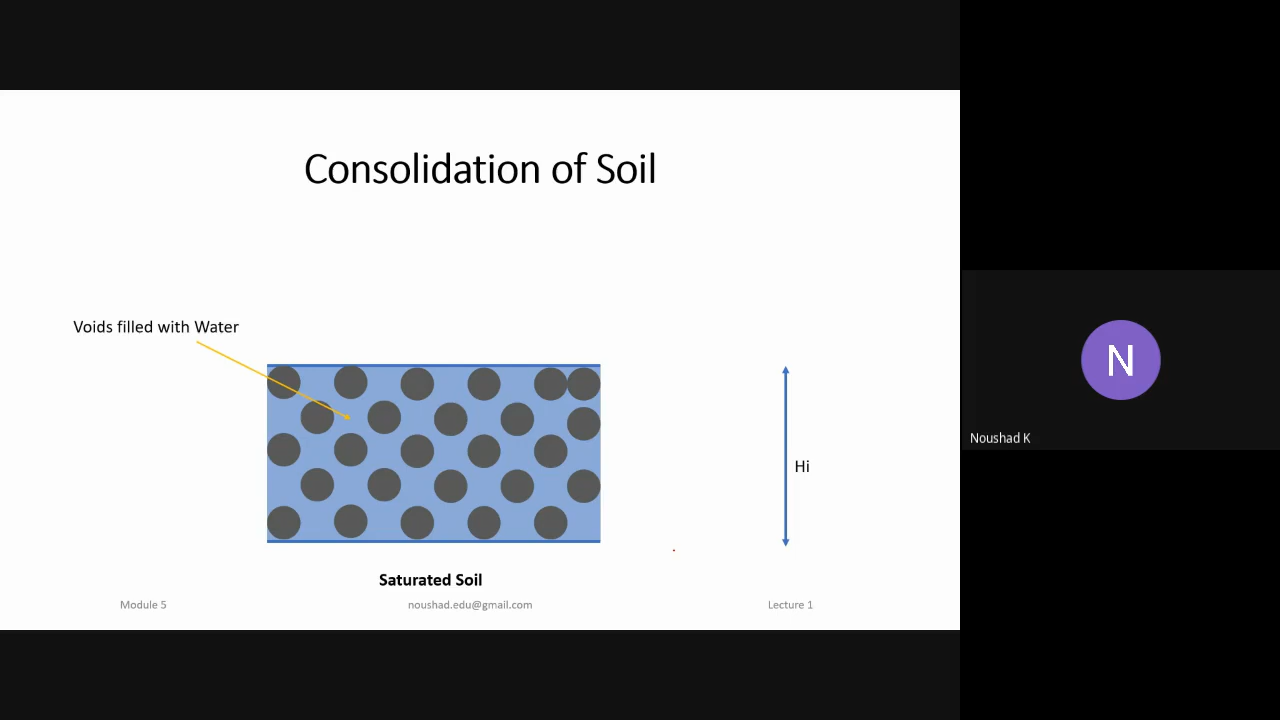 Consolidation of Soil
Voids filled with Water
Hi
Saturated Soil
Module 5
noushad.edu@gmail.com
Lecture 1
N
Noushad K